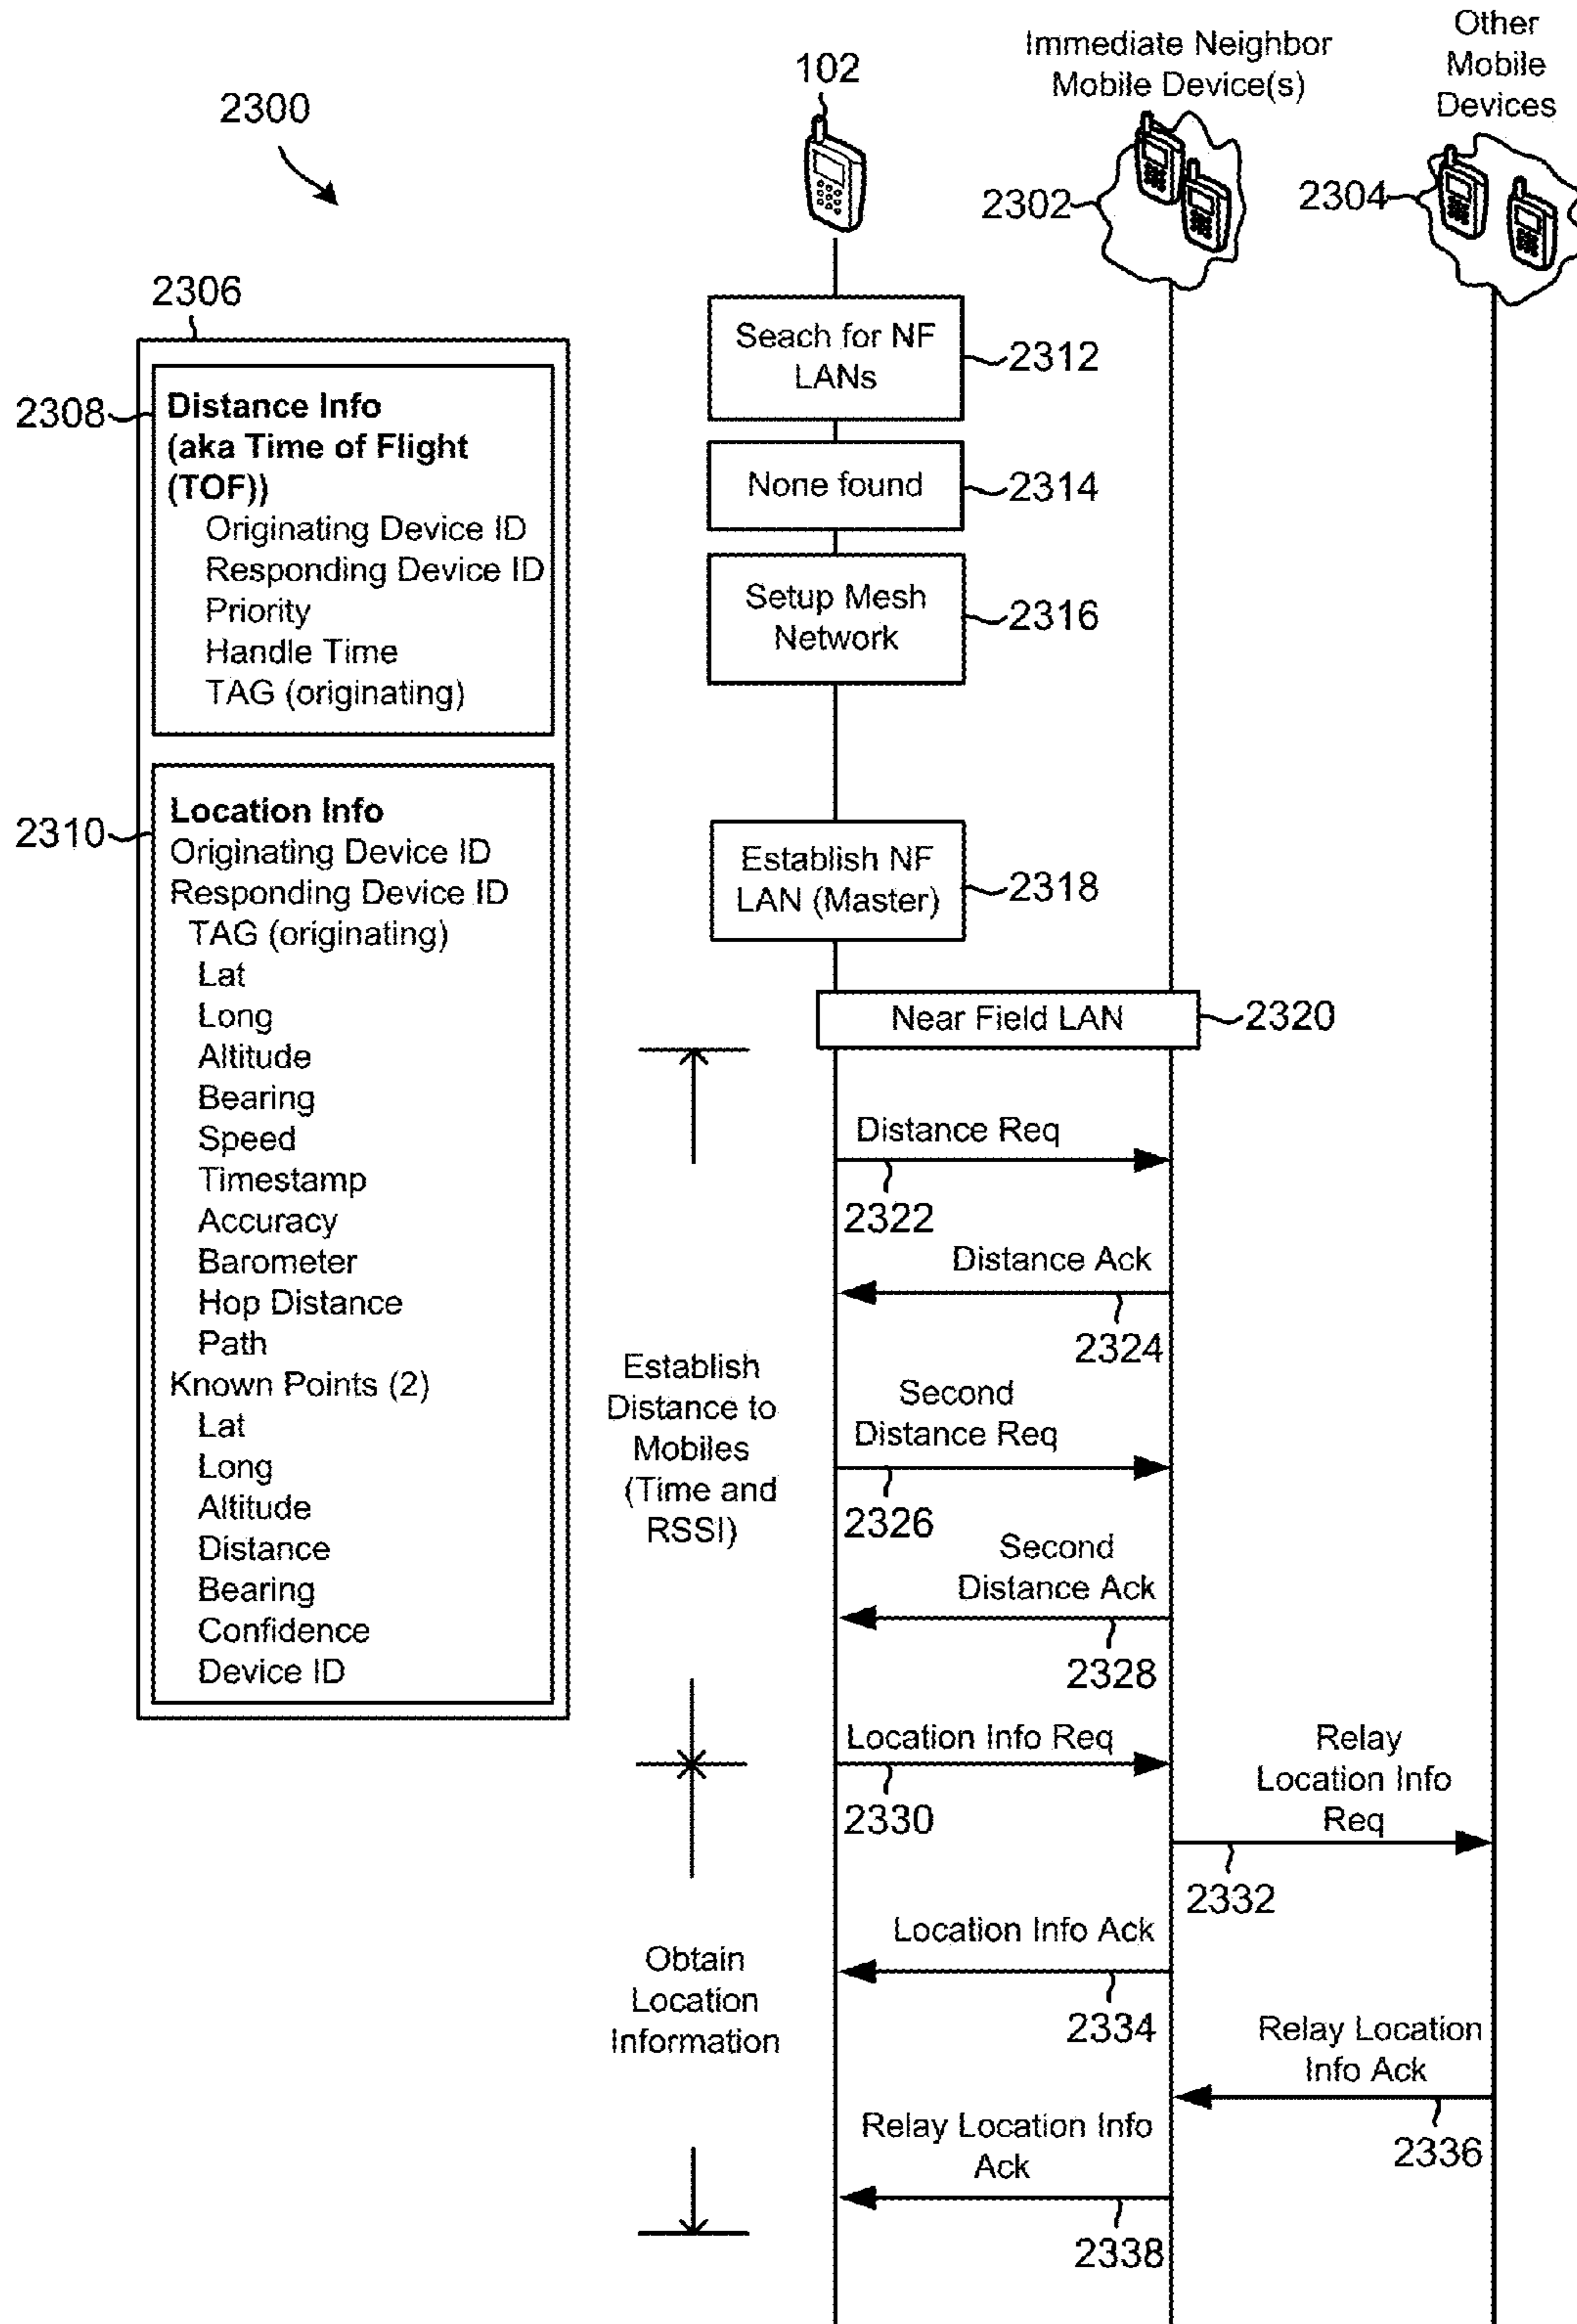 2300
102
Immediate Neighbor
Mobile Device(s)
Other
Mobile
Devices
2302
2304
2306
2308
Distance Info
(aka Time of Flight
(TOF))
Originating Device ID
Responding Device ID
Priority
Handle Time
TAG (originating)
2310
Location Info
Originating Device ID
Responding Device ID
TAG (originating)
Lat
Long
Altitude
Bearing
Speed
Timestamp
Accuracy
Barometer
Hop Distance
Path
Known Points (2)
Lat
Long
Altitude
Distance
Bearing
Confidence
Device ID
Seach for NF
LANs
2312
None found
2314
Setup Mesh
Network
2316
Establish NF
LAN (Master)
2318
Near Field LAN
2320
Distance Req
2322
Distance Ack
2324
Establish
Distance to
Mobiles
(Time and
RSSI)
Second
Distance Req
2326
Second
Distance Ack
2328
Location Info Req
2330
Relay
Location Info
Req
2332
Obtain
Location
Information
Location Info Ack
2334
Relay Location
Info Ack
2336
Relay Location Info
Ack
2338